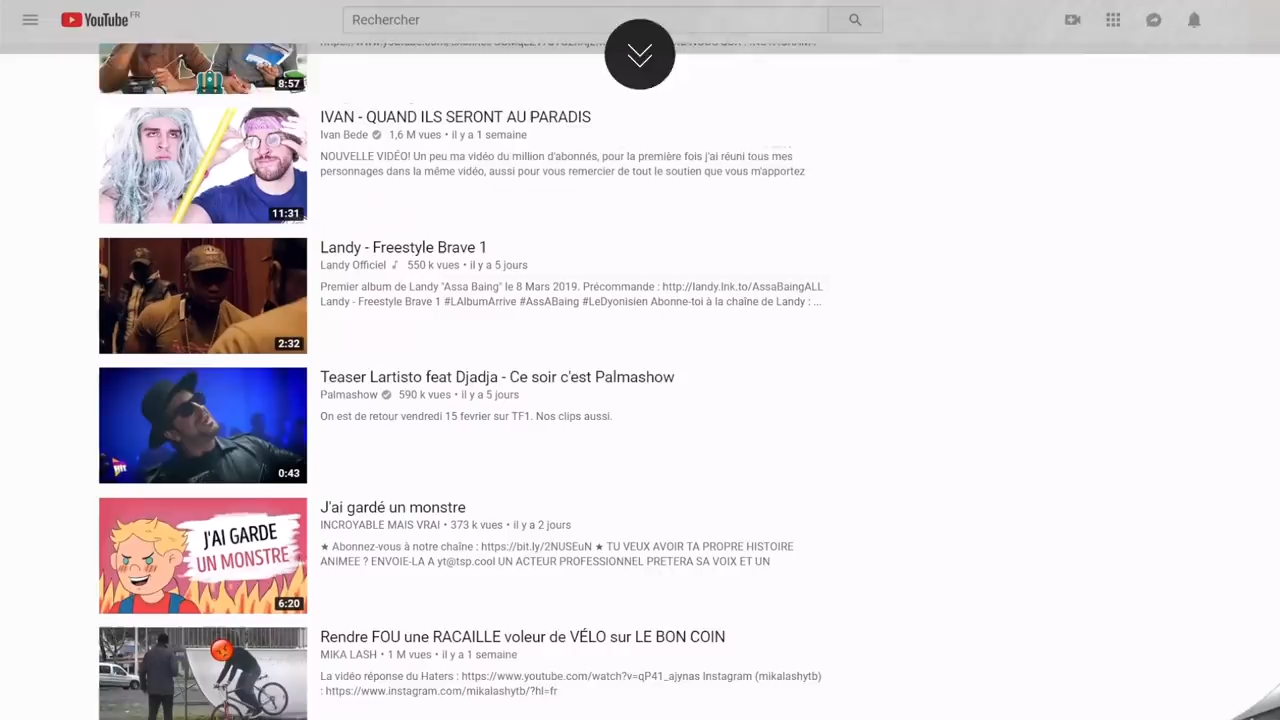 YouTube FR
Rechercher
8:57
IVAN - QUAND ILS SERONT AU PARADIS
Ivan Bede 1,6 M vues • il y a 1 semaine
NOUVELLE VIDÉO! Un peu ma vidéo du million d'abonnés, pour la première fois j'ai réuni tous mes
personnages dans la même vidéo, aussi pour vous remercier de tout le soutien que vous m'apportez
11:31
Landy - Freestyle Brave 1
Landy Officiel 550 k vues • il y a 5 jours
Premier album de Landy "Assa Baing" le 8 Mars 2019. Précommande : http://landy.lnk.to/AssaBaingALL
Landy - Freestyle Brave 1 #LAlbumArrive #AssABaing #LeDyonisien Abonne-toi à la chaîne de Landy : ...
2:32
Teaser Lartisto feat Djadja - Ce soir c'est Palmashow
Palmashow 590 k vues • il y a 5 jours
On est de retour vendredi 15 fevrier sur TF1. Nos clips aussi.
0:43
J'ai gardé un monstre
INCROYABLE MAIS VRAI • 373 k vues • il y a 2 jours
J'AI GARDE
UN MONSTRE
★ Abonnez-vous à notre chaîne : https://bit.ly/2NUSEuN ★ TU VEUX AVOIR TA PROPRE HISTOIRE
ANIMEE ? ENVOIE-LA A yt@tsp.cool UN ACTEUR PROFESSIONNEL PRETERA SA VOIX ET UN
6:20
Rendre FOU une RACAILLE voleur de VÉLO sur LE BON COIN
MIKA LASH • 1 M vues • il y a 1 semaine
La vidéo réponse du Haters : https://www.youtube.com/watch?v=qP41_ajynas Instagram (mikalashytb)
: https://www.instagram.com/mikalashytb/?hl=fr